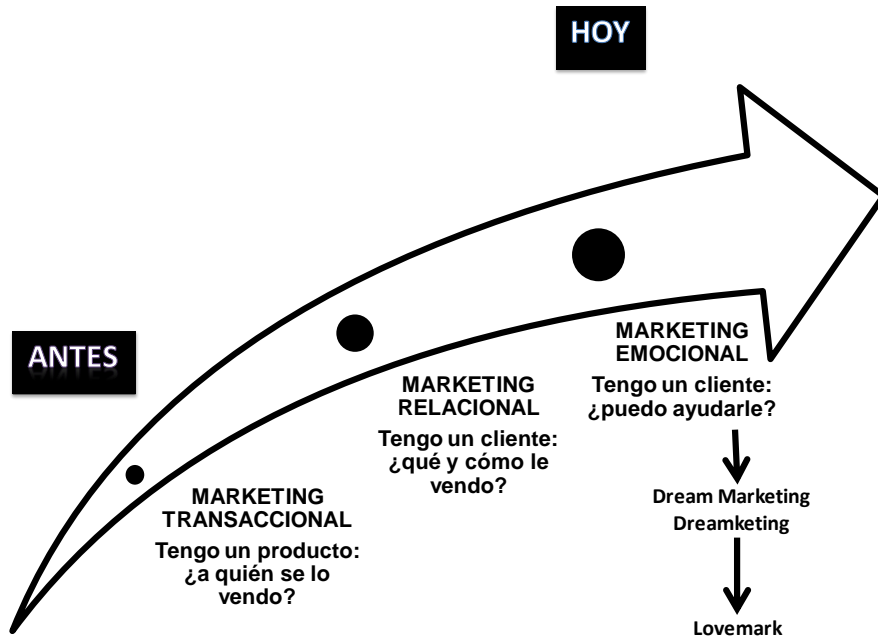 HOY
ANTES
MARKETING
TRANSACCIONAL
Tengo un producto:
¿a quién se lo
vendo?
MARKETING
RELACIONAL
Tengo un cliente:
¿qué y cómo le
vendo?
MARKETING
EMOCIONAL
Tengo un cliente:
¿puedo ayudarle?
Dream Marketing
Dreamketing
Lovemark